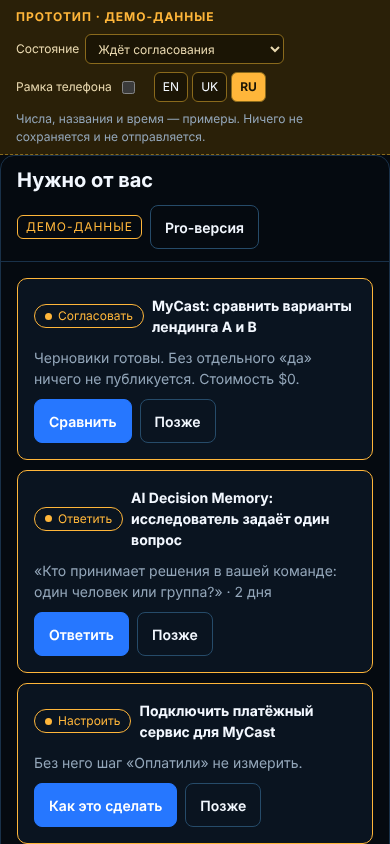 ПРОТОТИП · ДЕМО-ДАННЫЕ
Состояние Ждёт согласования
Рамка телефона EN UK RU
Числа, названия и время — примеры. Ничего не
сохраняется и не отправляется.
Нужно от вас
ДЕМО-ДАННЫЕ Pro-версия
Согласовать MyCast: сравнить варианты
лендинга A и B
Черновики готовы. Без отдельного «да»
ничего не публикуется. Стоимость $0.
Сравнить Позже
AI Decision Memory:
Ответить исследователь задаёт один
вопрос
«Кто принимает решения в вашей команде:
один человек или группа?» · 2 дня
Ответить Позже
Настроить Подключить платёжный
сервис для MyCast
Без него шаг «Оплатили» не измерить.
Как это сделать Позже